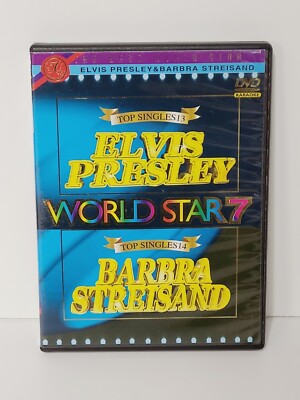 ELVIS PRESLEY&BARBRA STREISAND
DVD
KARAOKE
TOP SINGLES13
ELVIS
PRESLEY
WORLD STAR 7
TOP SINGLES14
BARBRA
STREISAND